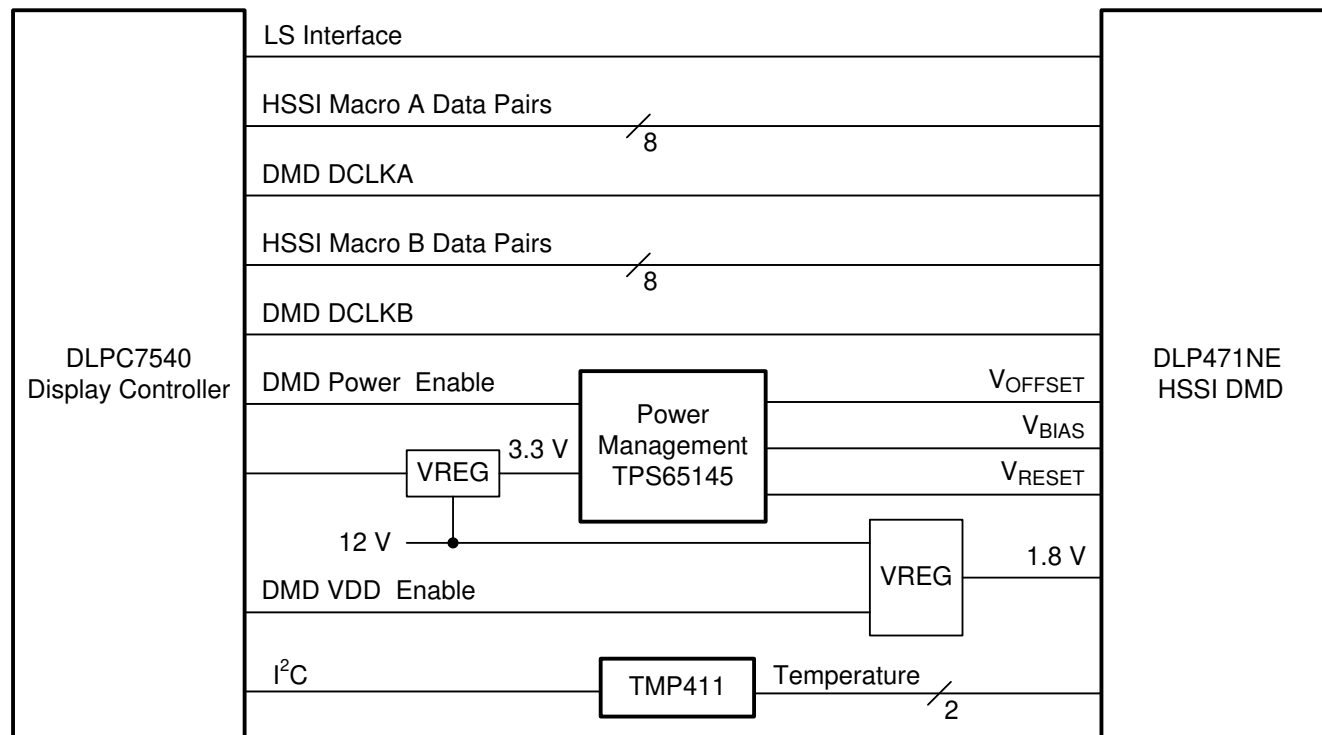 LS Interface
HSSI Macro A Data Pairs
8
DMD DCLKA
HSSI Macro B Data Pairs
8
DMD DCLKB
DLPC7540
Display Controller
DLP471NE
HSSI DMD
DMD Power Enable
Power
Management
TPS65145
VOFFSET
VBIAS
VRESET
VREG
3.3 V
12 V
VREG
1.8 V
DMD VDD Enable
I²C
TMP411
Temperature
2